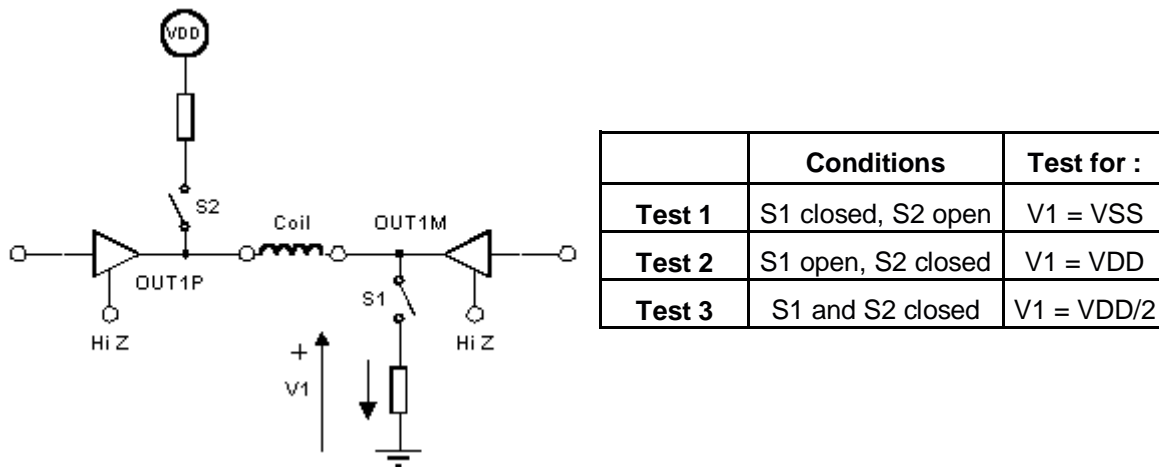 VDD
S2
Coil
OUT1M
OUT1P
S1
Hi Z
Hi Z
+
V1
Conditions Test for :
Test 1 S1 closed, S2 open V1 = VSS
Test 2 S1 open, S2 closed V1 = VDD
Test 3 S1 and S2 closed V1 = VDD/2